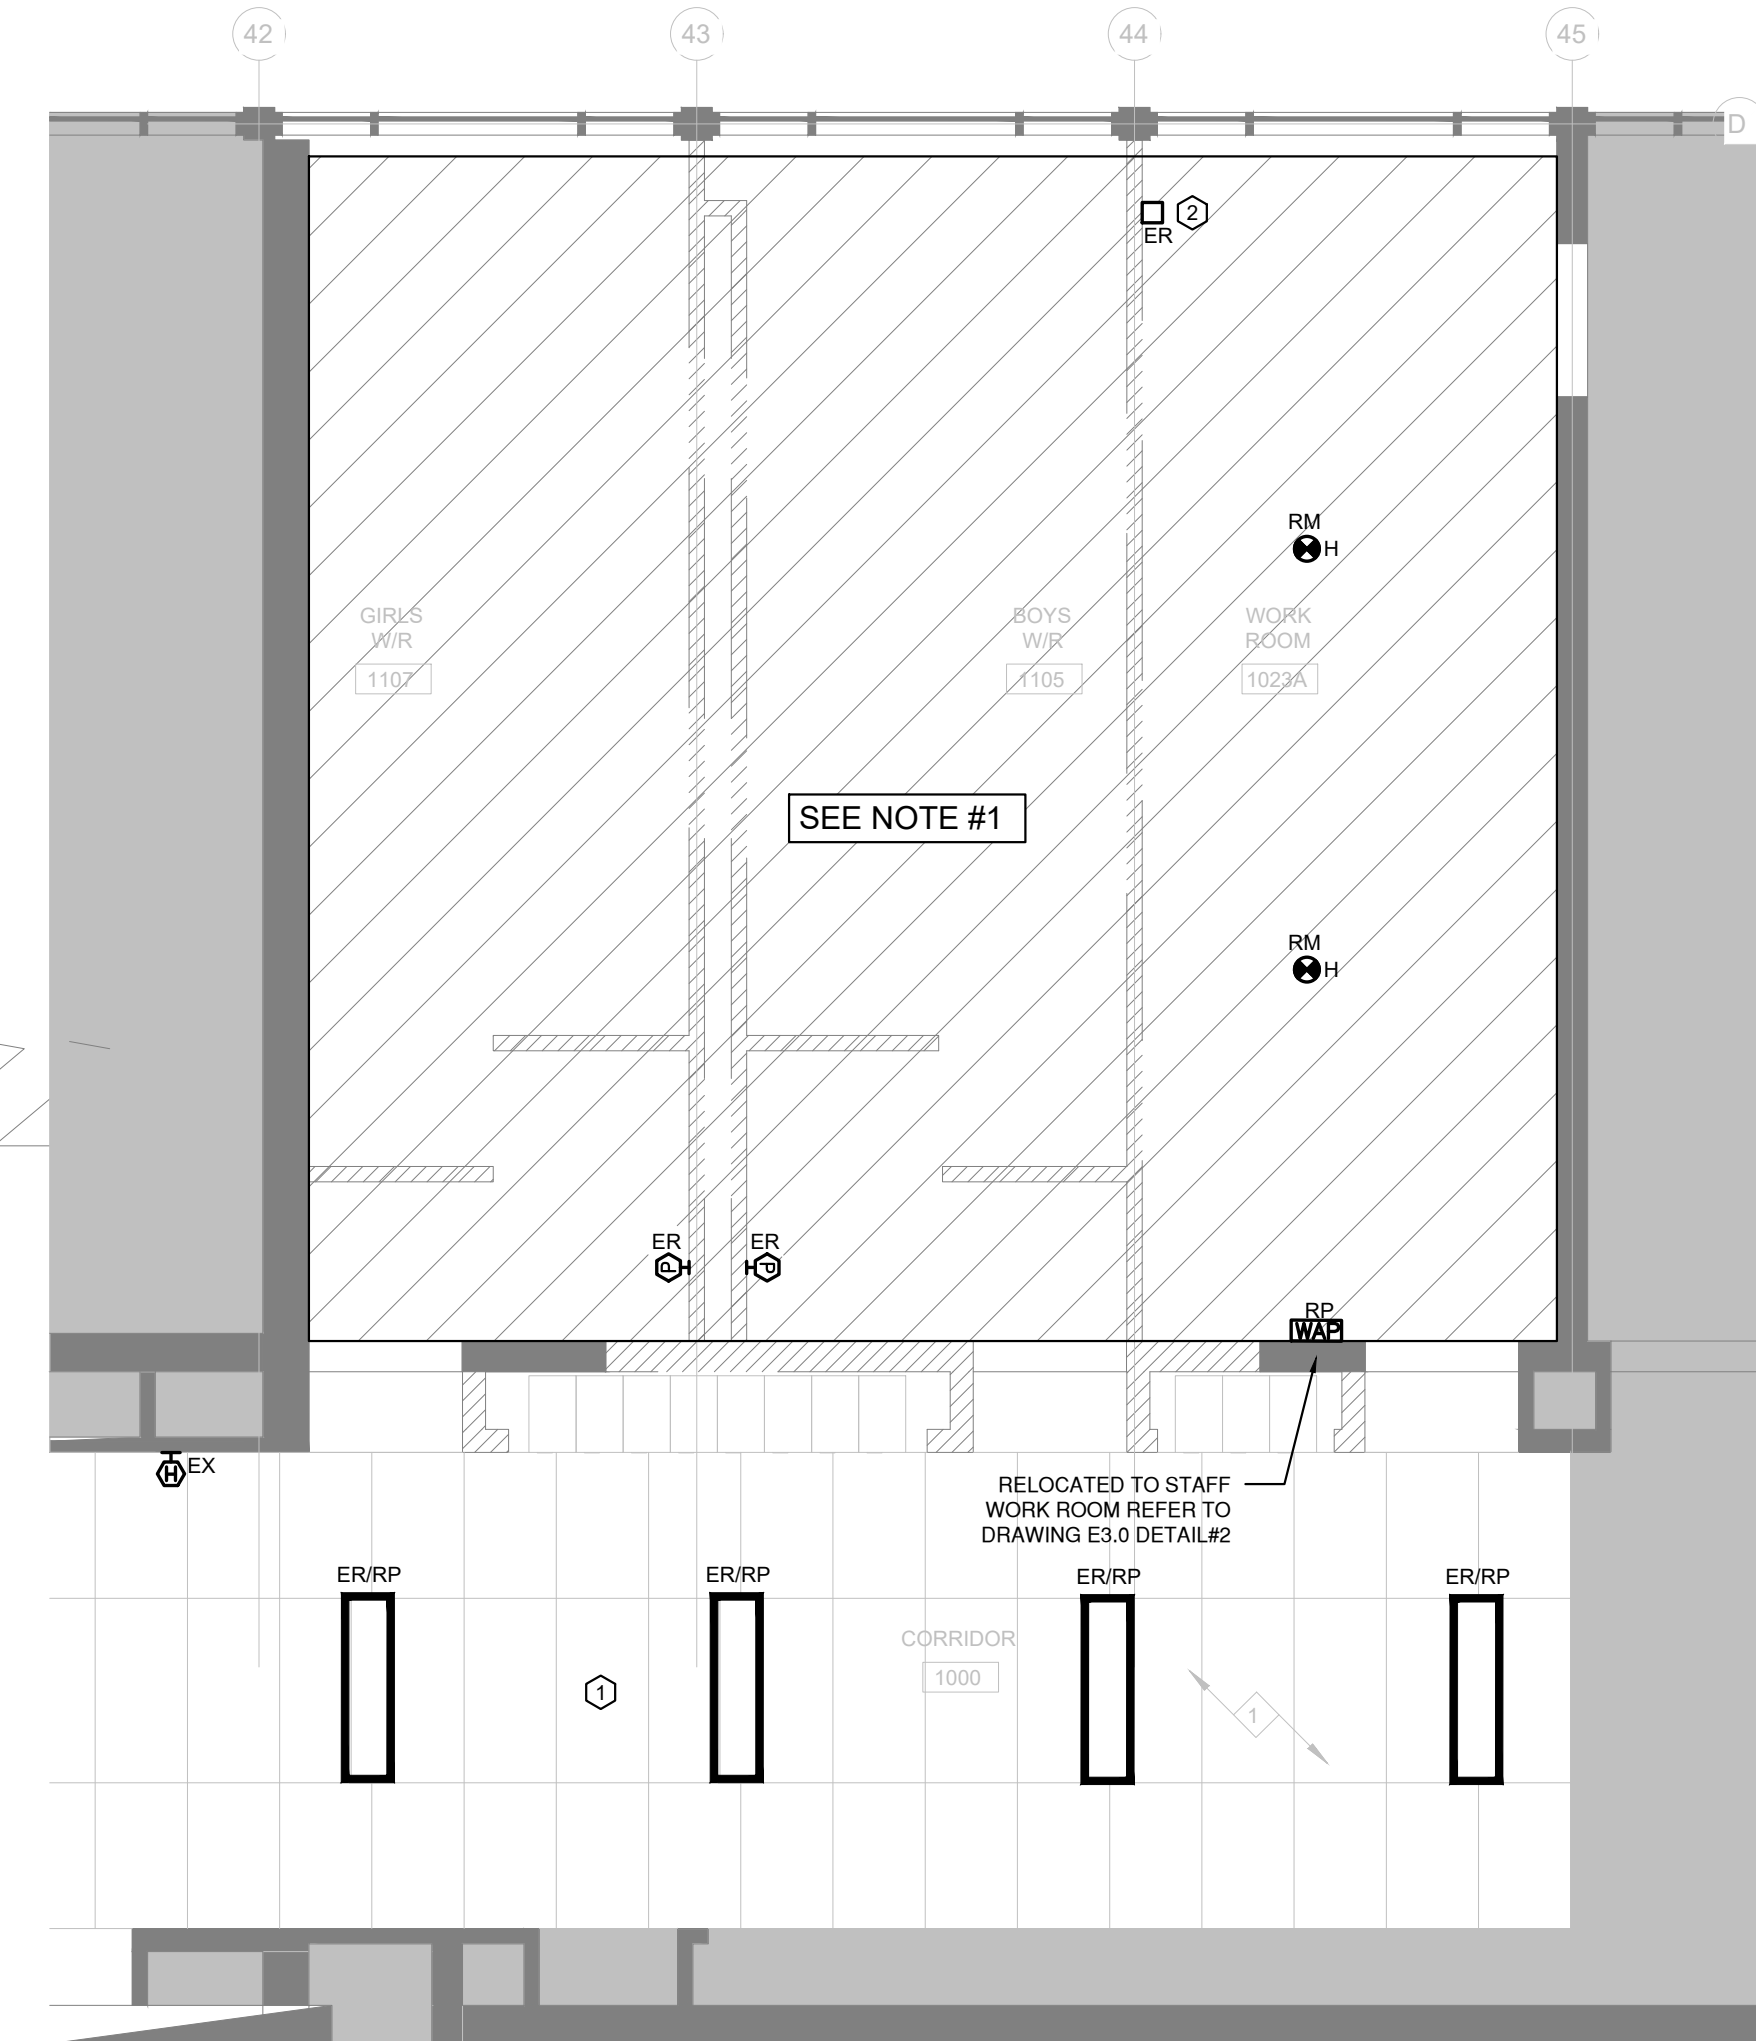 42
43
44
45
D
2
ER
RM
H
GIRLS
W/R
1107
BOYS
W/R
1105
WORK
ROOM
1023A
SEE NOTE #1
RM
H
ER
ER
P
P
RP
WAP
H
EX
RELOCATED TO STAFF
WORK ROOM REFER TO
DRAWING E3.0 DETAIL#2
ER/RP
ER/RP
ER/RP
ER/RP
CORRIDOR
1000
1
1